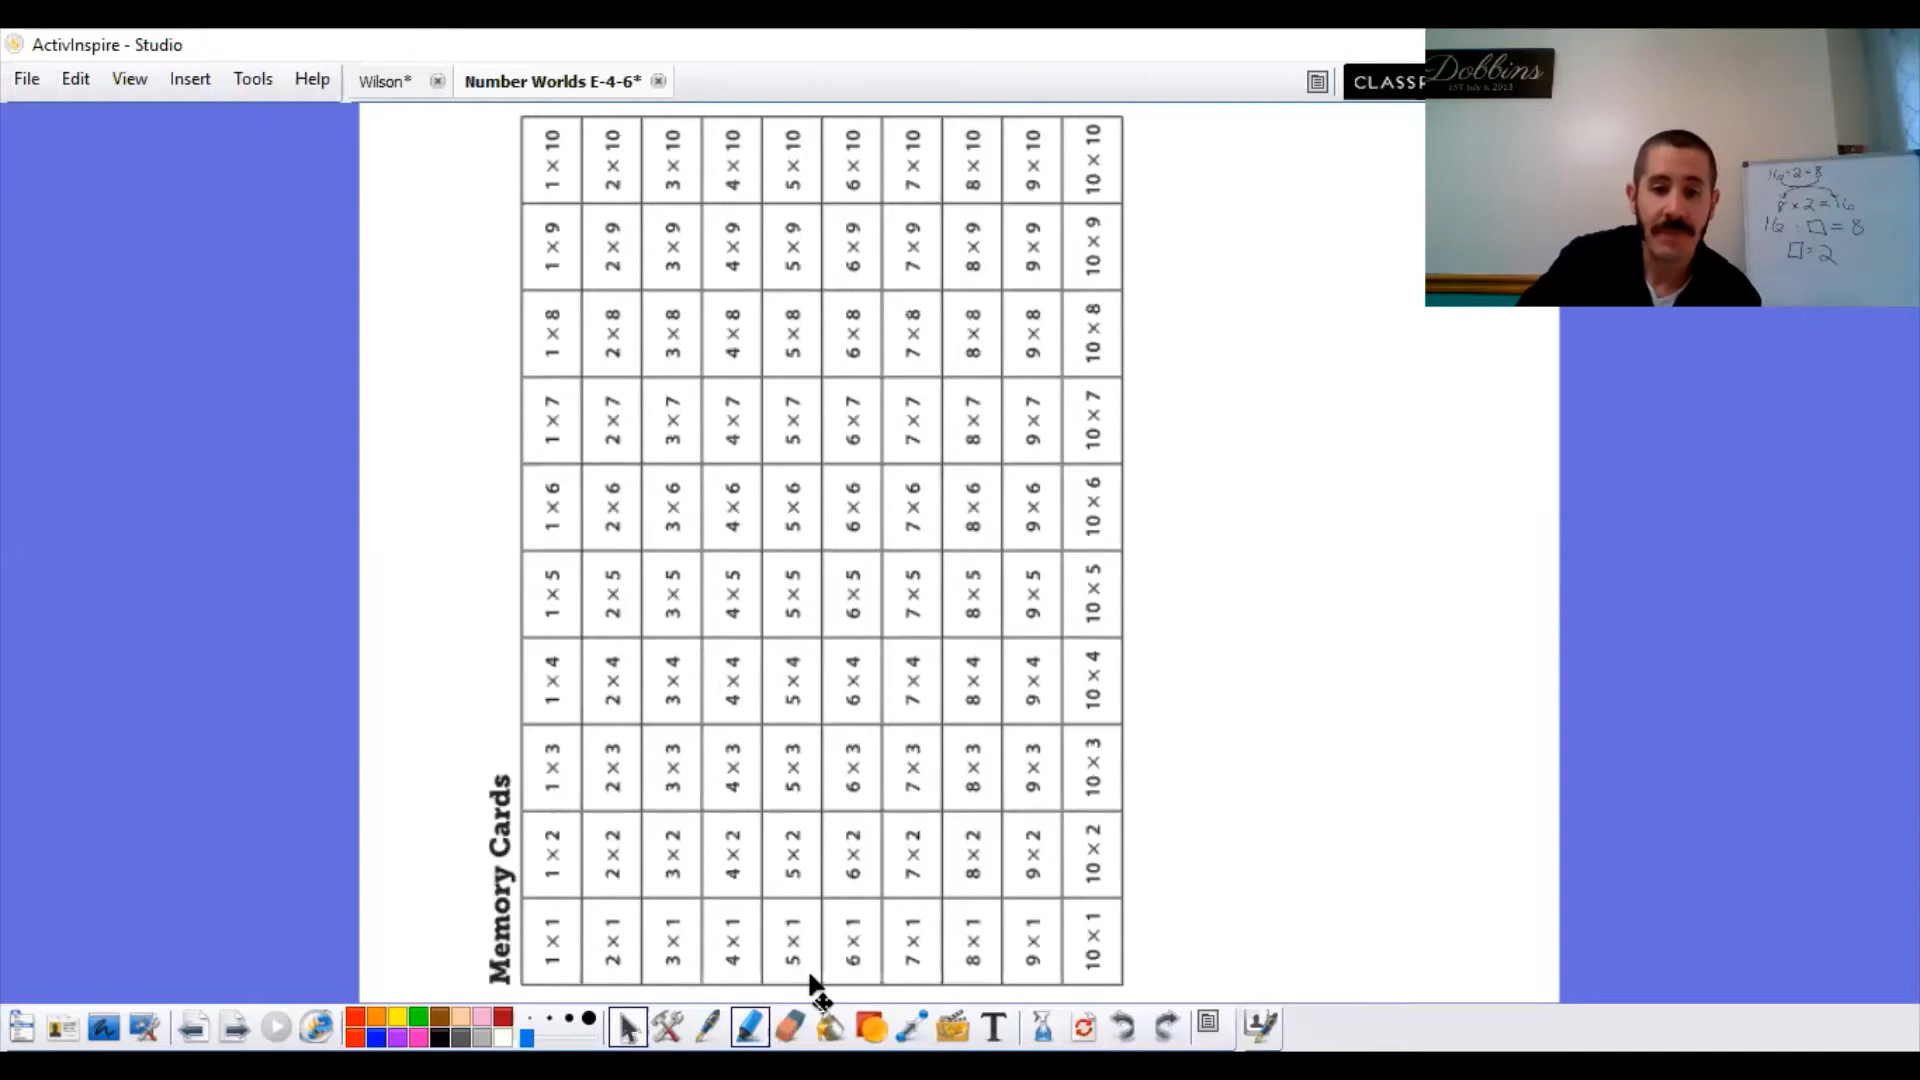 ActivInspire - Studio
File Edit View Insert Tools Help Wilson* Number Worlds E-4-6*
Dobbins
EST. July 6, 2013
16 ÷ 2 = 8
8 × 2 = 16
16 ÷ □ = 8
□ = 2
Memory Cards
1 × 1 1 × 2 1 × 3 1 × 4 1 × 5 1 × 6 1 × 7 1 × 8 1 × 9 1 × 10
2 × 1 2 × 2 2 × 3 2 × 4 2 × 5 2 × 6 2 × 7 2 × 8 2 × 9 2 × 10
3 × 1 3 × 2 3 × 3 3 × 4 3 × 5 3 × 6 3 × 7 3 × 8 3 × 9 3 × 10
4 × 1 4 × 2 4 × 3 4 × 4 4 × 5 4 × 6 4 × 7 4 × 8 4 × 9 4 × 10
5 × 1 5 × 2 5 × 3 5 × 4 5 × 5 5 × 6 5 × 7 5 × 8 5 × 9 5 × 10
6 × 1 6 × 2 6 × 3 6 × 4 6 × 5 6 × 6 6 × 7 6 × 8 6 × 9 6 × 10
7 × 1 7 × 2 7 × 3 7 × 4 7 × 5 7 × 6 7 × 7 7 × 8 7 × 9 7 × 10
8 × 1 8 × 2 8 × 3 8 × 4 8 × 5 8 × 6 8 × 7 8 × 8 8 × 9 8 × 10
9 × 1 9 × 2 9 × 3 9 × 4 9 × 5 9 × 6 9 × 7 9 × 8 9 × 9 9 × 10
10 × 1 10 × 2 10 × 3 10 × 4 10 × 5 10 × 6 10 × 7 10 × 8 10 × 9 10 × 10
T